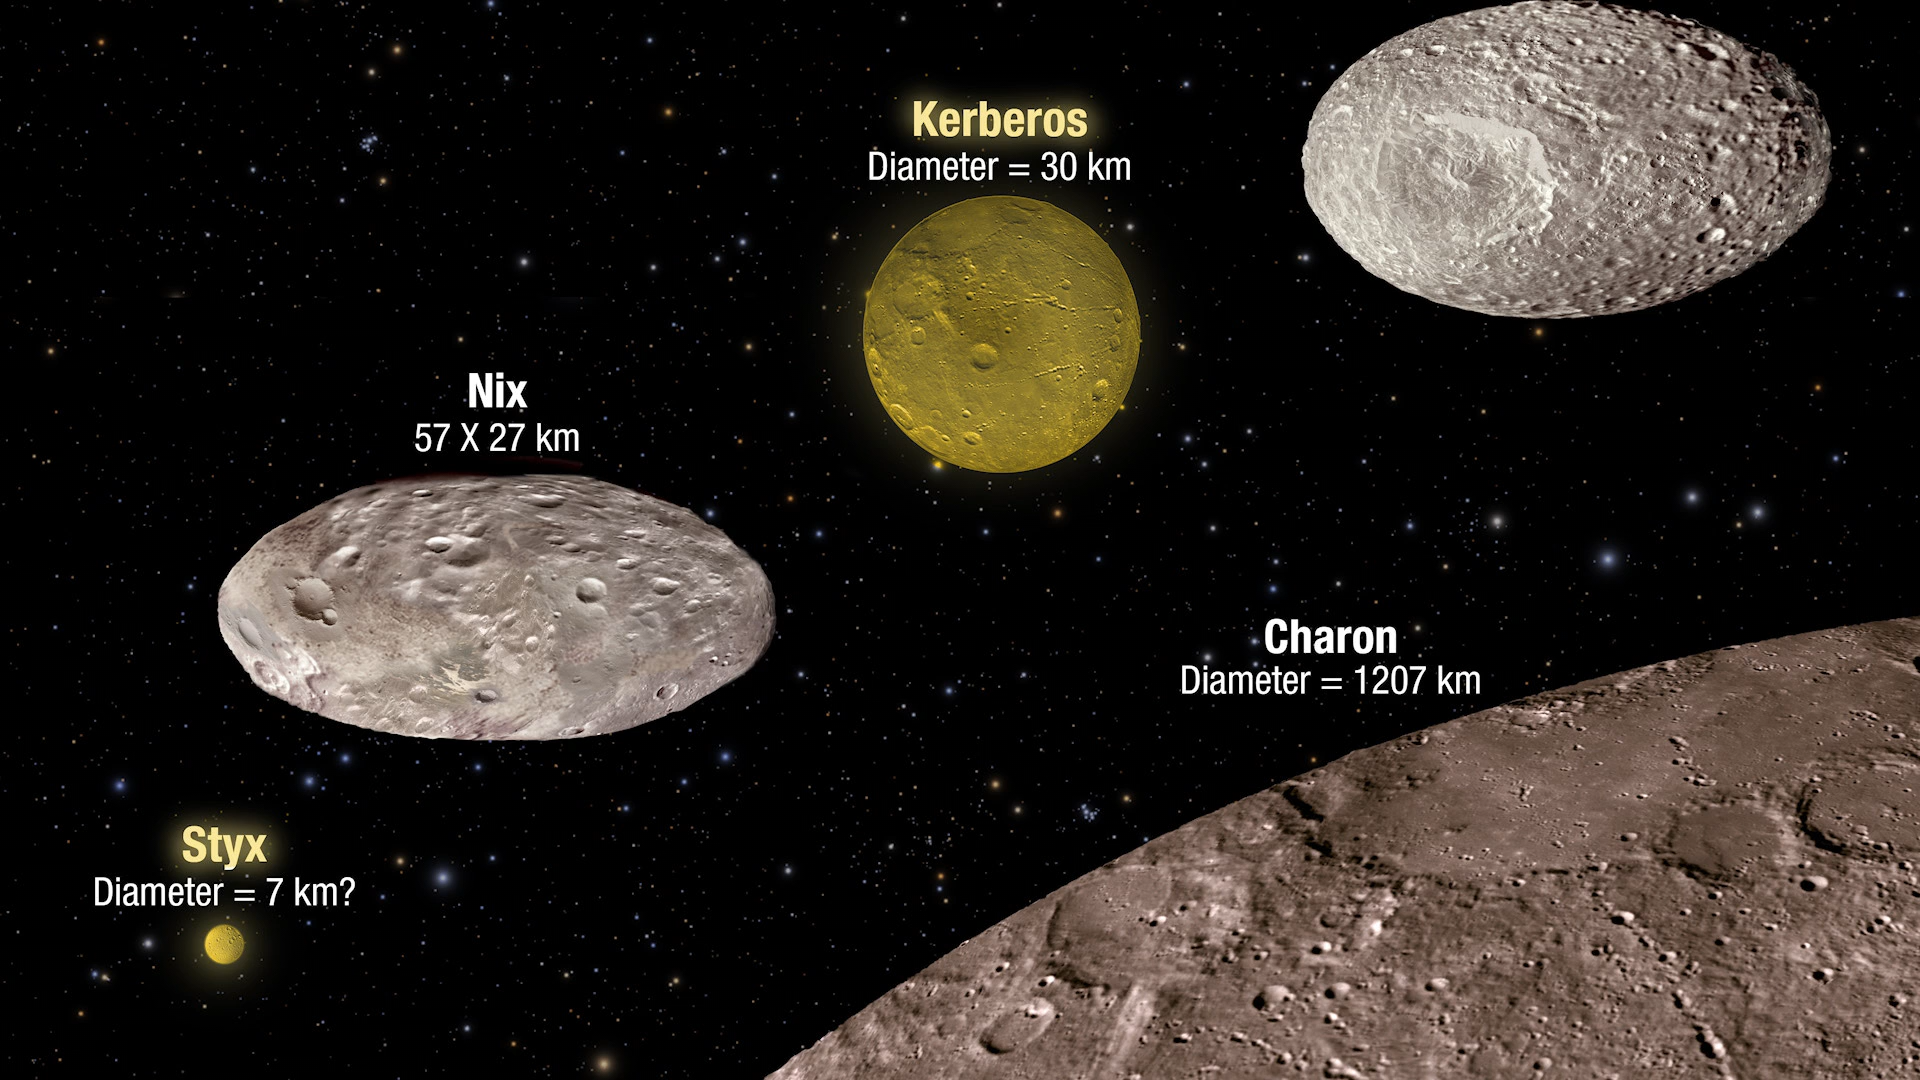 Kerberos
Diameter = 30 km
Nix
57 X 27 km
Charon
Diameter = 1207 km
Styx
Diameter = 7 km?